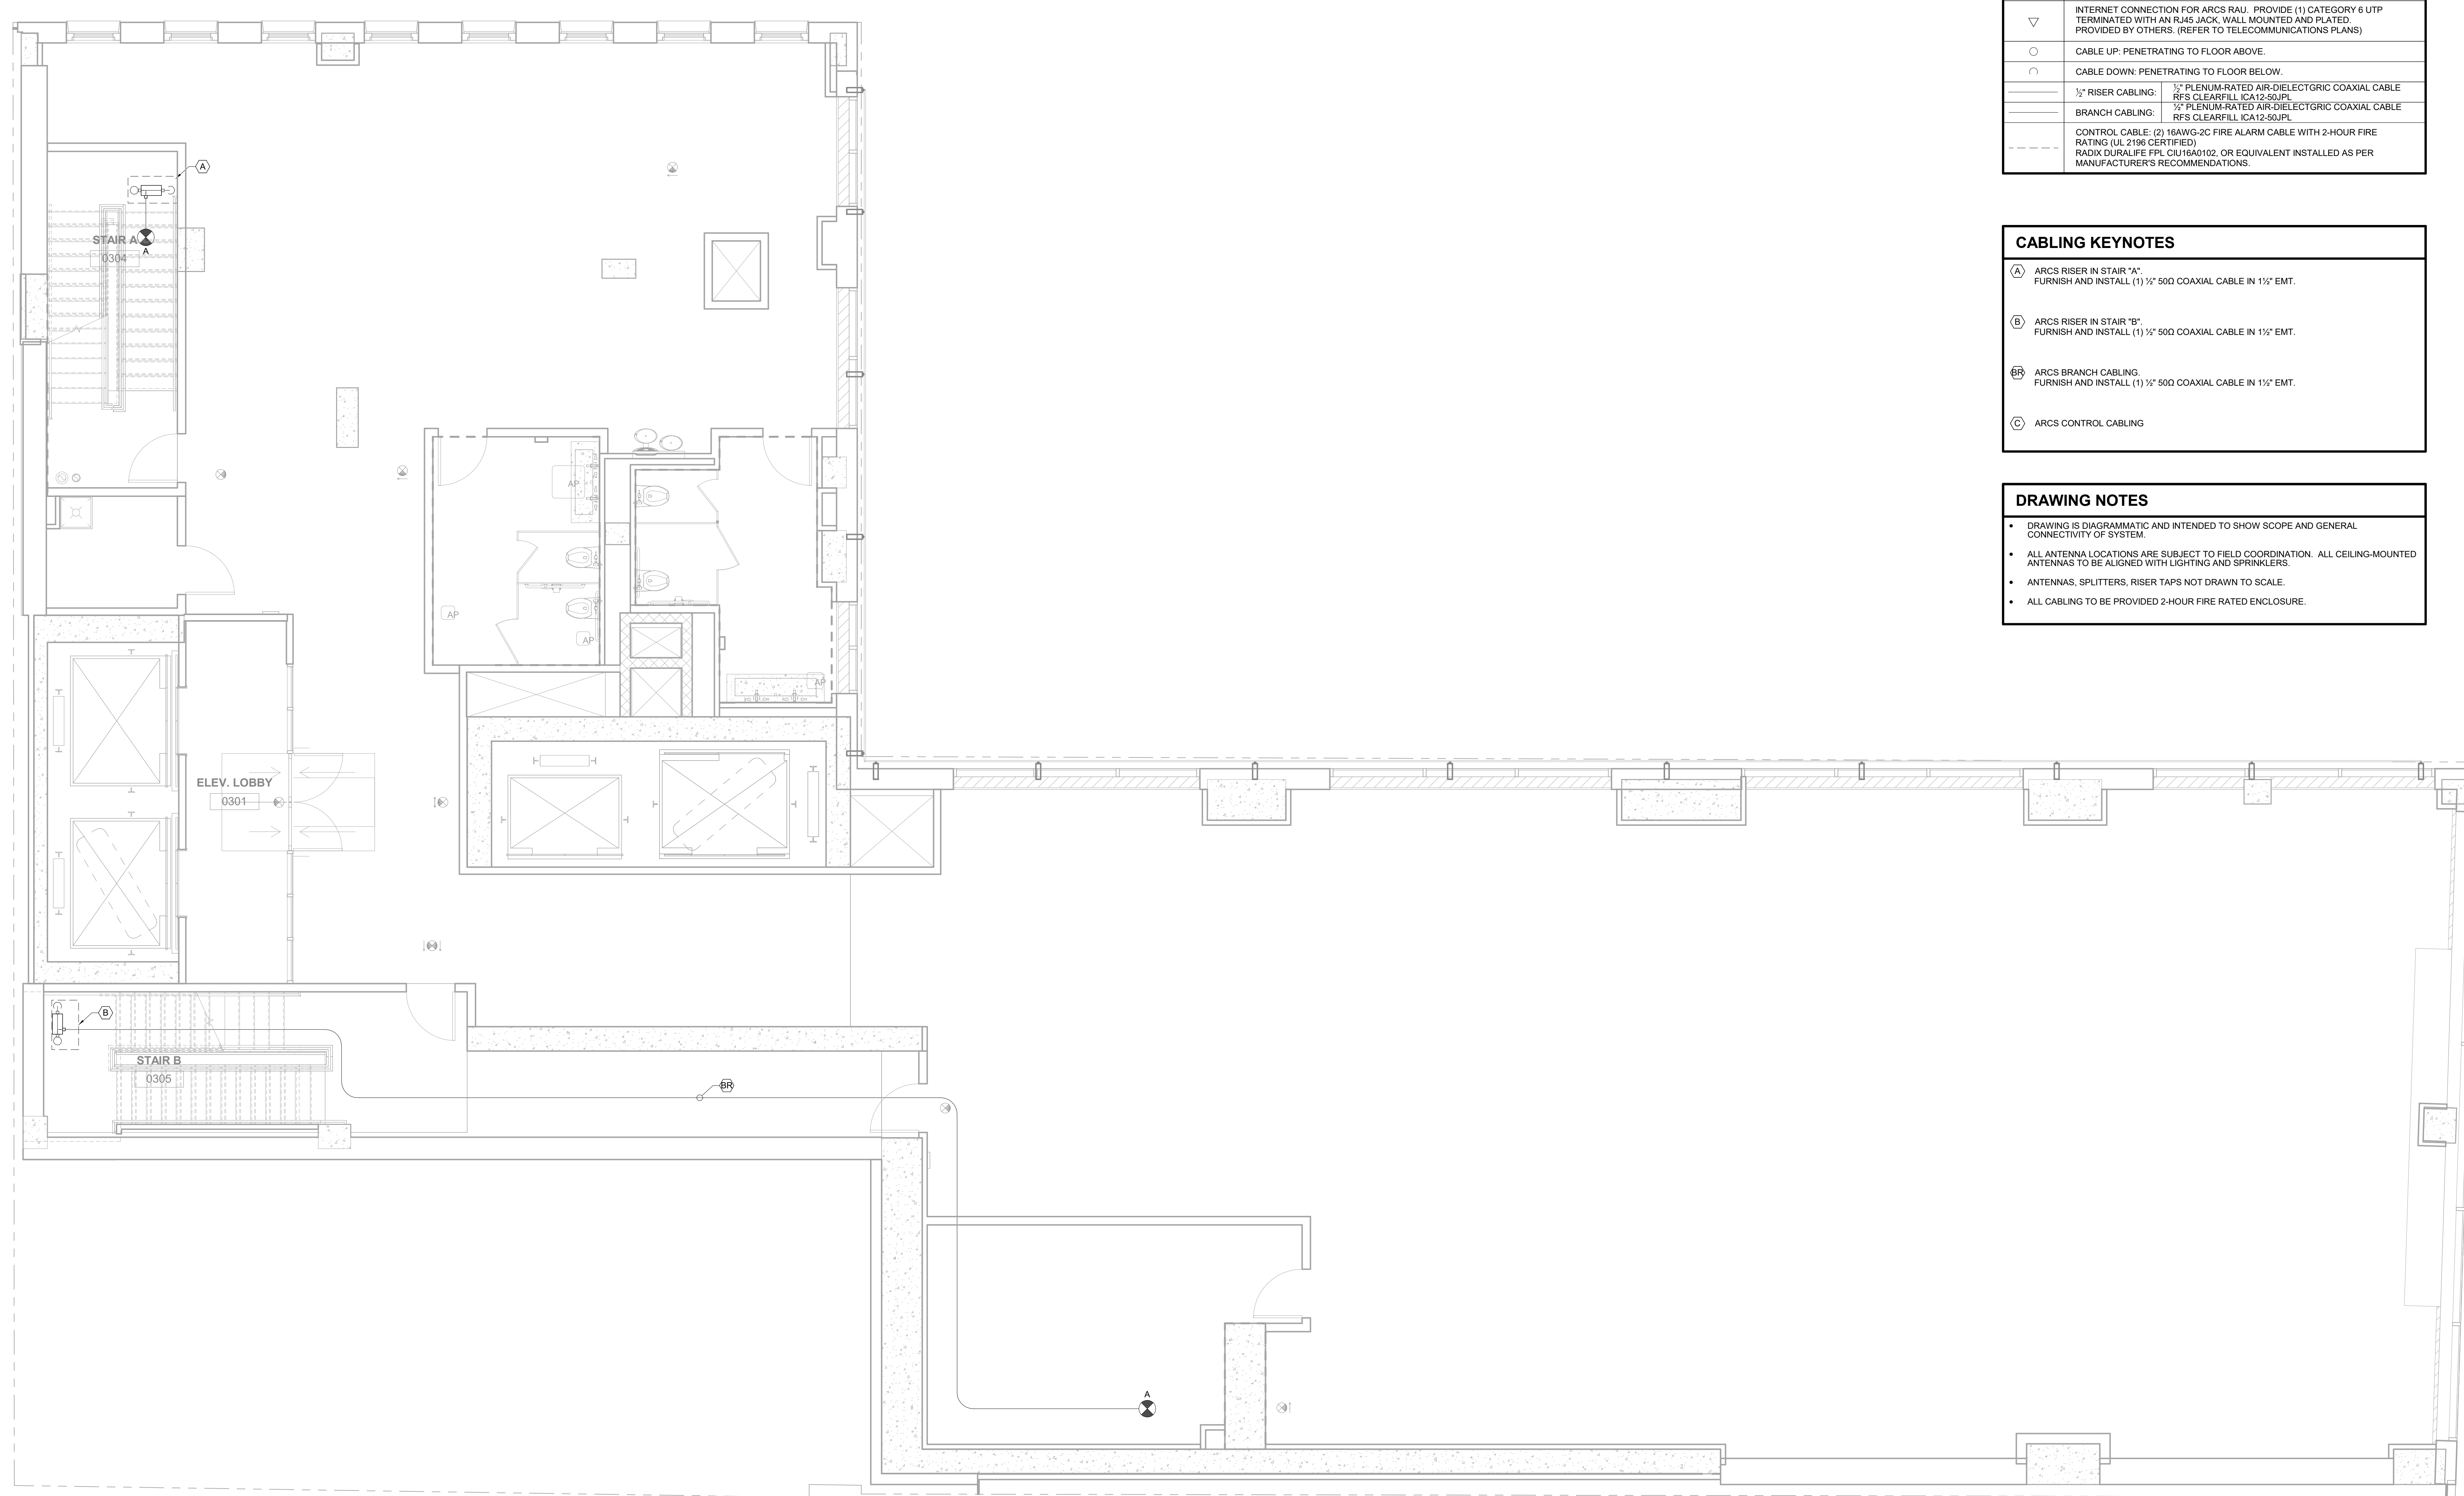 INTERNET CONNECTION FOR ARCS RAU. PROVIDE (1) CATEGORY 6 UTP
TERMINATED WITH AN RJ45 JACK, WALL MOUNTED AND PLATED.
PROVIDED BY OTHERS. (REFER TO TELECOMMUNICATIONS PLANS)
CABLE UP: PENETRATING TO FLOOR ABOVE.
CABLE DOWN: PENETRATING TO FLOOR BELOW.
½" RISER CABLING:
½" PLENUM-RATED AIR-DIELECTGRIC COAXIAL CABLE
RFS CLEARFILL ICA12-50JPL
BRANCH CABLING:
½" PLENUM-RATED AIR-DIELECTGRIC COAXIAL CABLE
RFS CLEARFILL ICA12-50JPL
CONTROL CABLE: (2) 16AWG-2C FIRE ALARM CABLE WITH 2-HOUR FIRE
RATING (UL 2196 CERTIFIED)
RADIX DURALIFE FPL CIU16A0102, OR EQUIVALENT INSTALLED AS PER
MANUFACTURER'S RECOMMENDATIONS.
CABLING KEYNOTES
A ARCS RISER IN STAIR "A".
FURNISH AND INSTALL (1) ½" 50Ω COAXIAL CABLE IN 1½" EMT.
B ARCS RISER IN STAIR "B".
FURNISH AND INSTALL (1) ½" 50Ω COAXIAL CABLE IN 1½" EMT.
BR ARCS BRANCH CABLING.
FURNISH AND INSTALL (1) ½" 50Ω COAXIAL CABLE IN 1½" EMT.
C ARCS CONTROL CABLING
DRAWING NOTES
• DRAWING IS DIAGRAMMATIC AND INTENDED TO SHOW SCOPE AND GENERAL
CONNECTIVITY OF SYSTEM.
• ALL ANTENNA LOCATIONS ARE SUBJECT TO FIELD COORDINATION. ALL CEILING-MOUNTED
ANTENNAS TO BE ALIGNED WITH LIGHTING AND SPRINKLERS.
• ANTENNAS, SPLITTERS, RISER TAPS NOT DRAWN TO SCALE.
• ALL CABLING TO BE PROVIDED 2-HOUR FIRE RATED ENCLOSURE.
A
STAIR A
A
0304
AP
AP
AP
AP
ELEV. LOBBY
0301
B
STAIR B
0305
BR
A